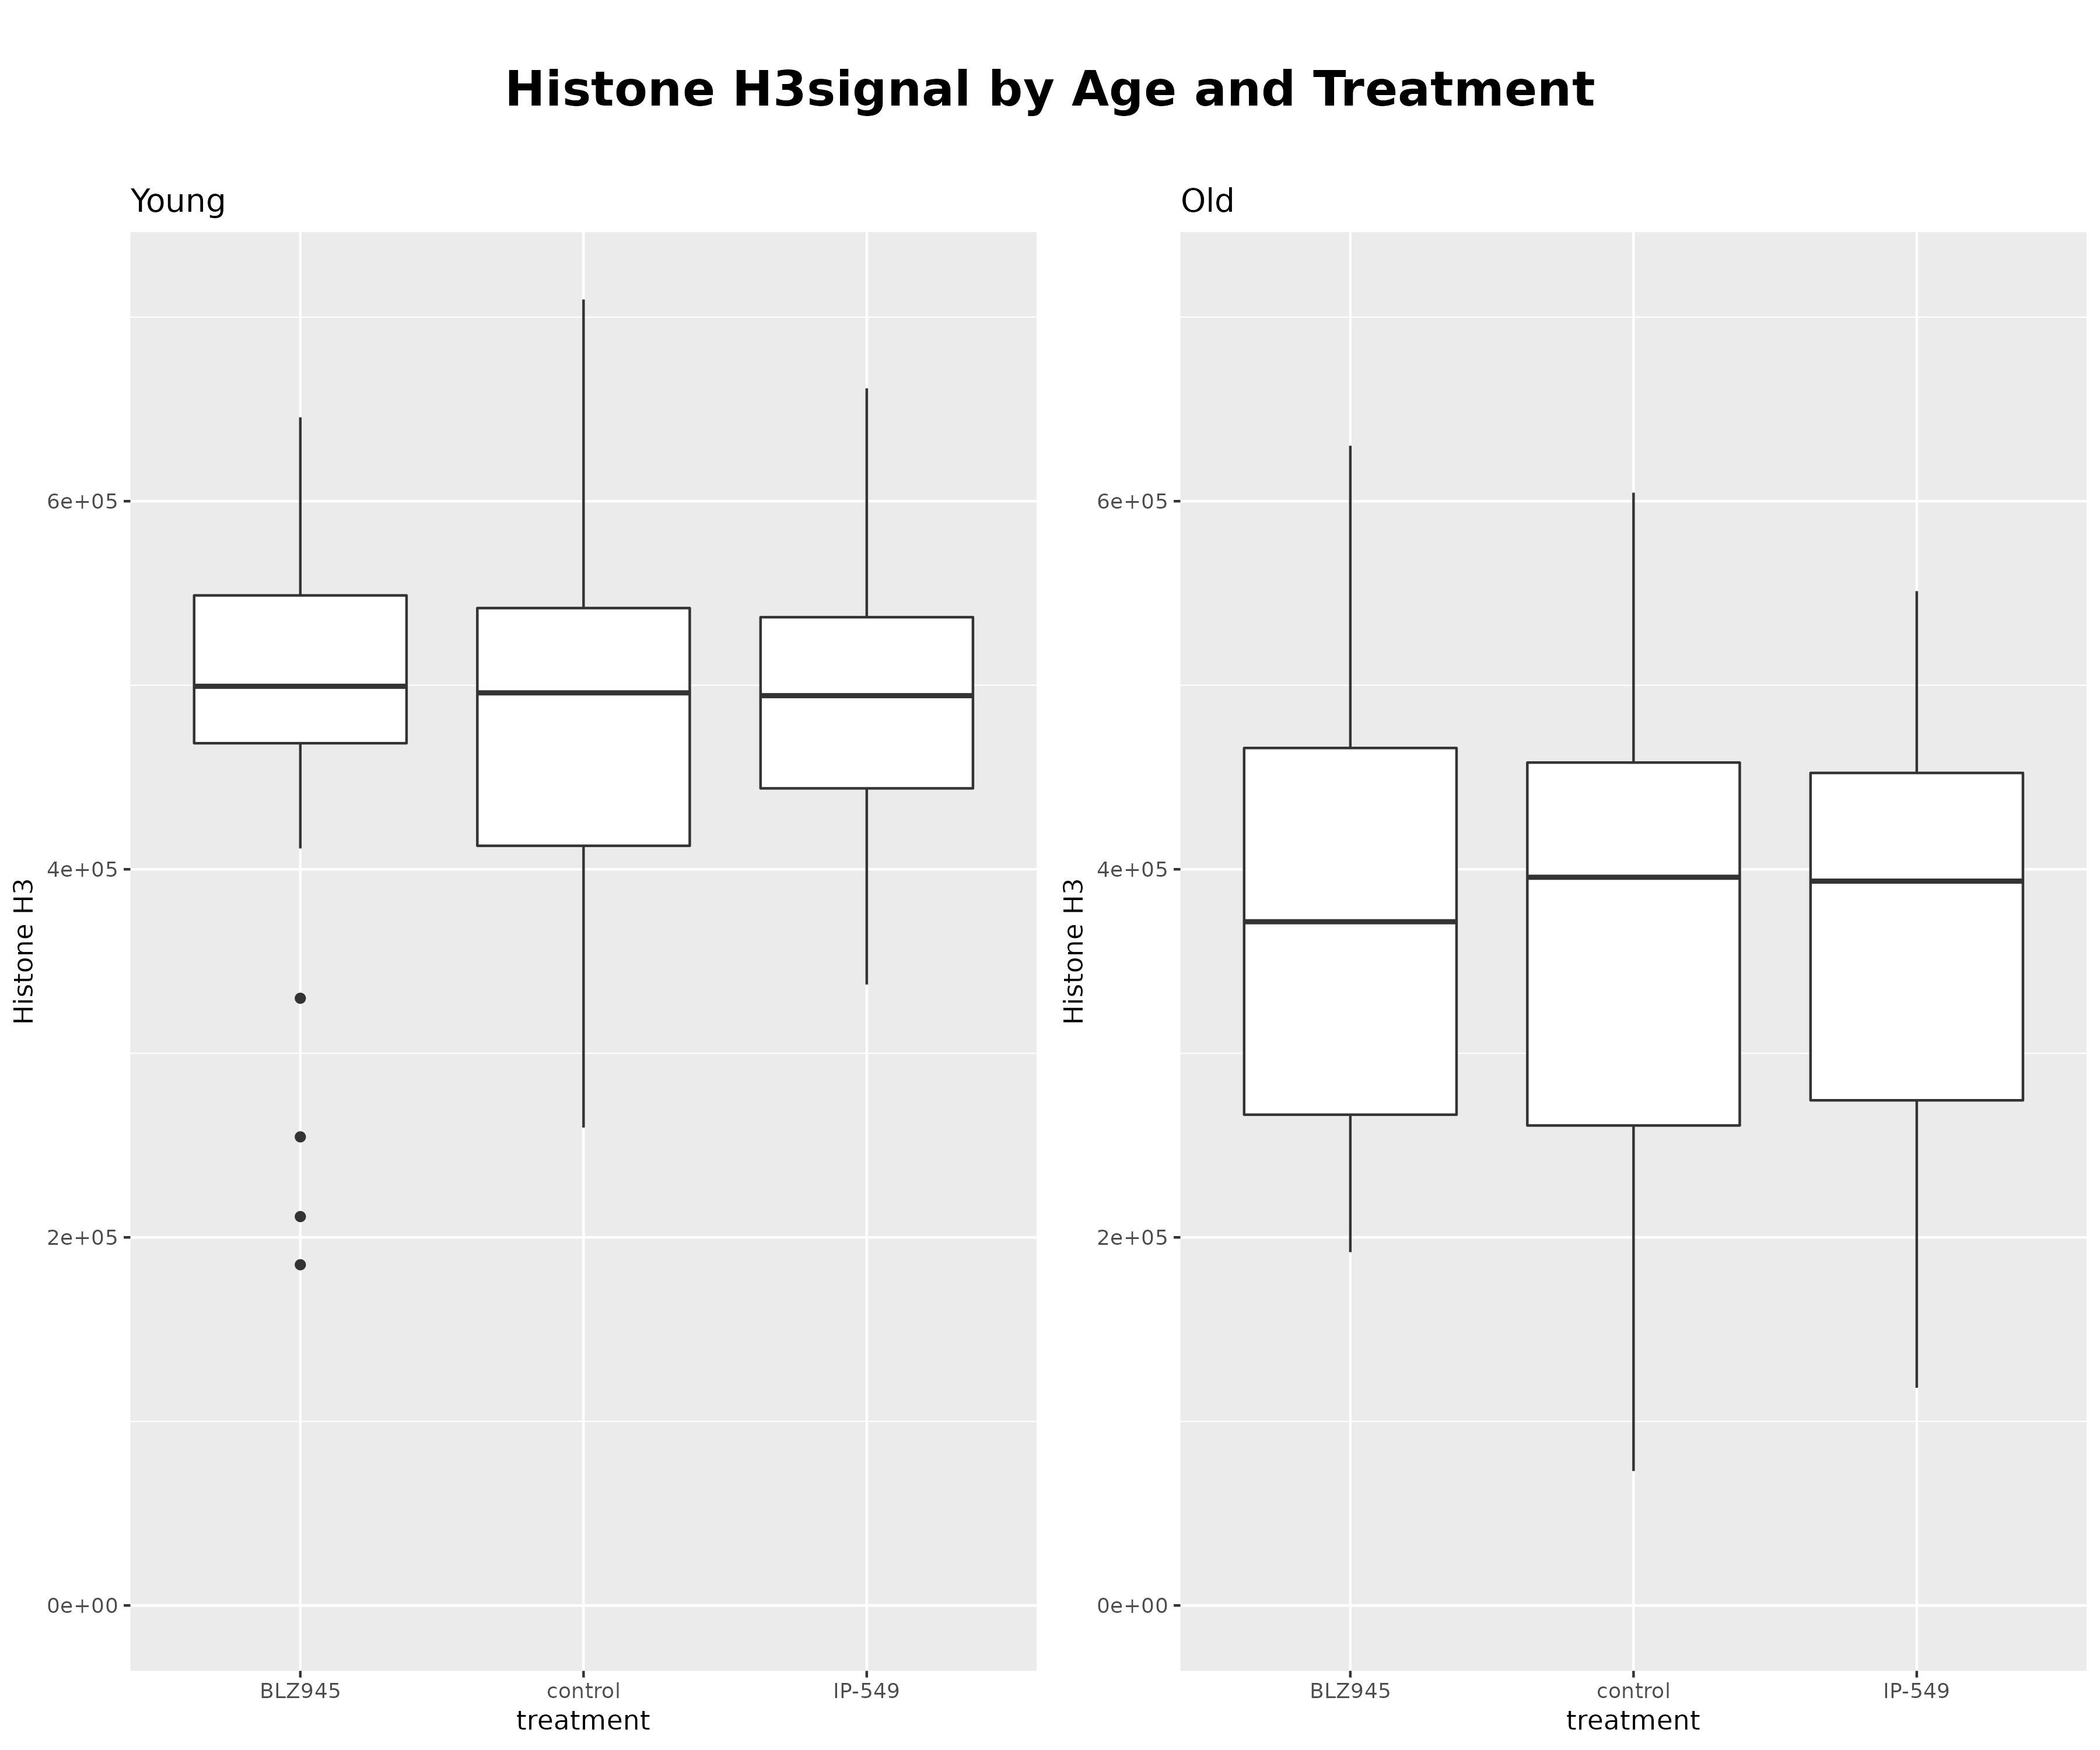 Histone H3signal by Age and Treatment
Young
Histone H3
6e+05
4e+05
2e+05
0e+00
BLZ945 control IP-549
treatment
Old
Histone H3
6e+05
4e+05
2e+05
0e+00
BLZ945 control IP-549
treatment